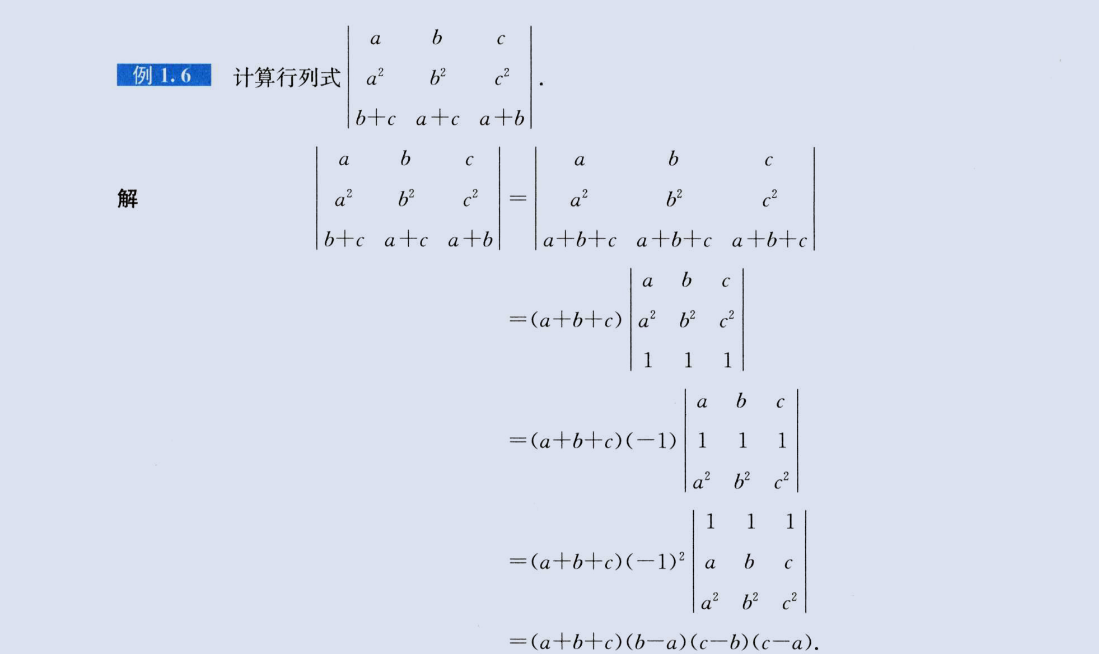 例 1.6 计算行列式 | a b c |
| a² b² c² | .
| b+c a+c a+b |
解 | a b c | | a b c |
| a² b² c² | = | a² b² c² |
| b+c a+c a+b | | a+b+c a+b+c a+b+c |
| a b c |
=(a+b+c) | a² b² c² |
| 1 1 1 |
| a b c |
=(a+b+c)(−1) | 1 1 1 |
| a² b² c² |
| 1 1 1 |
=(a+b+c)(−1)² | a b c |
| a² b² c² |
=(a+b+c)(b−a)(c−b)(c−a).